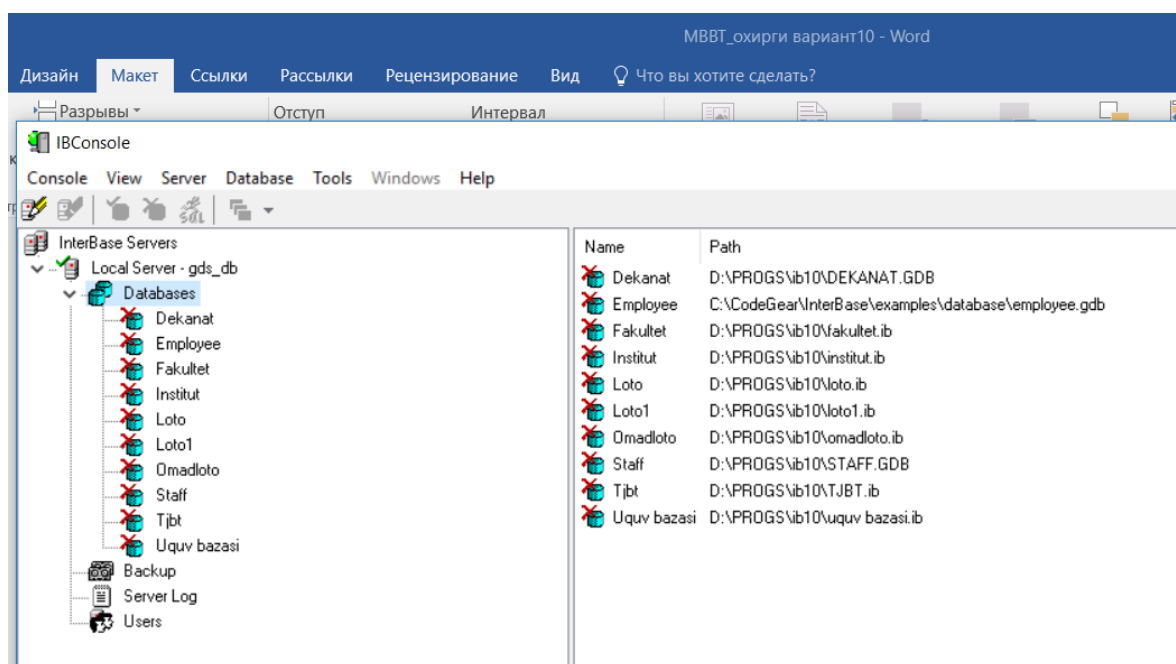 МВВТ_охирги вариант10 - Word
Дизайн Макет Ссылки Рассылки Рецензирование Вид Что вы хотите сделать?
Разрывы Отступ Интервал
IBConsole
Console View Server Database Tools Windows Help
InterBase Servers
Local Server - gds_db
Databases
Dekanat
Employee
Fakultet
Institut
Loto
Loto1
Omadloto
Staff
Tjbt
Uquv bazasi
Backup
Server Log
Users
Name Path
Dekanat D:\PROGS\ib10\DEKANAT.GDB
Employee C:\CodeGear\InterBase\examples\database\employee.gdb
Fakultet D:\PROGS\ib10\fakultet.ib
Institut D:\PROGS\ib10\institut.ib
Loto D:\PROGS\ib10\loto.ib
Loto1 D:\PROGS\ib10\loto1.ib
Omadloto D:\PROGS\ib10\omadloto.ib
Staff D:\PROGS\ib10\STAFF.GDB
Tjbt D:\PROGS\ib10\TJBT.ib
Uquv bazasi D:\PROGS\ib10\uquv bazasi.ib